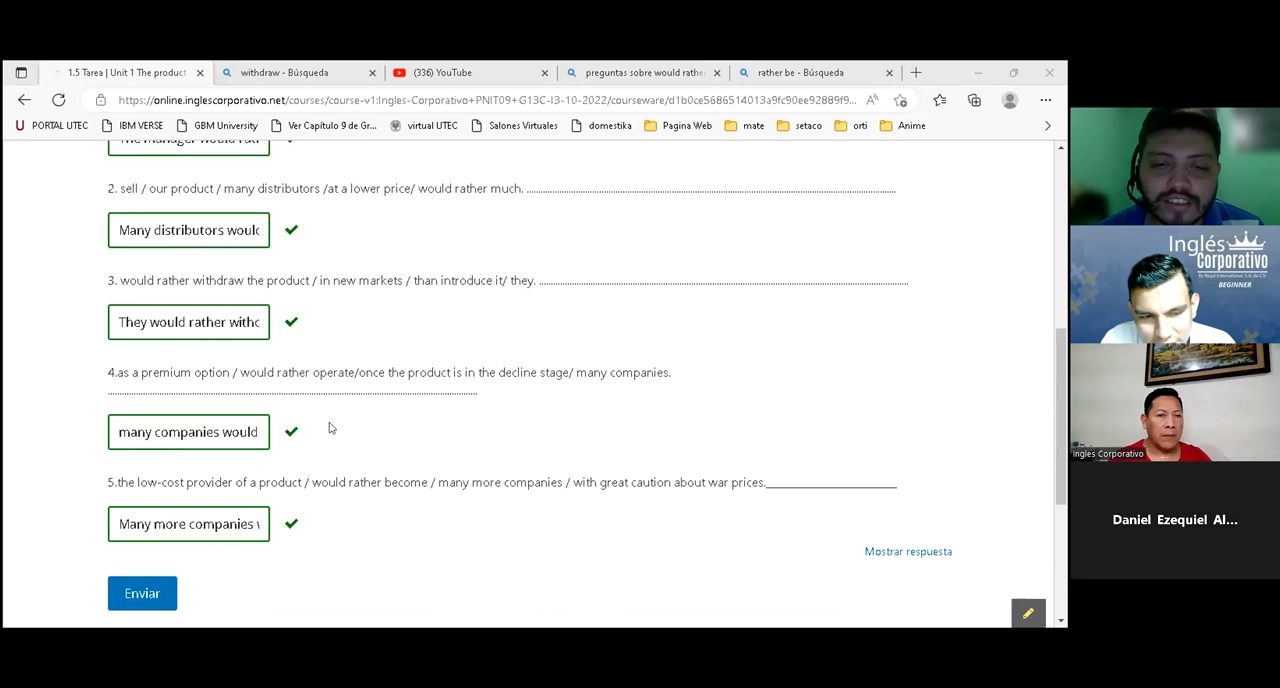 1.5 Tarea | Unit 1 The product
withdraw - Búsqueda
(336) YouTube
preguntas sobre would rathe
rather be - Búsqueda
https://online.inglescorporativo.net/courses/course-v1:Ingles-Corporativo+PNIT09+G13C-I3-10-2022/courseware/d1b0ce5686514013a9fc90ee92889f9...
PORTAL UTEC
IBM VERSE
GBM University
Ver Capítulo 9 de Gr...
virtual UTEC
Salones Virtuales
domestika
Pagina Web
mate
setaco
orti
Anime
The manager would rat
2. sell / our product / many distributors /at a lower price/ would rather much.
Many distributors would
3. would rather withdraw the product / in new markets / than introduce it/ they.
They would rather with
4.as a premium option / would rather operate/once the product is in the decline stage/ many companies.
many companies would
5.the low-cost provider of a product / would rather become / many more companies / with great caution about war prices.
Many more companies
Mostrar respuesta
Enviar
Inglés
Corporativo
BEGINNER
Ingles Corporativo
Daniel Ezequiel Al...